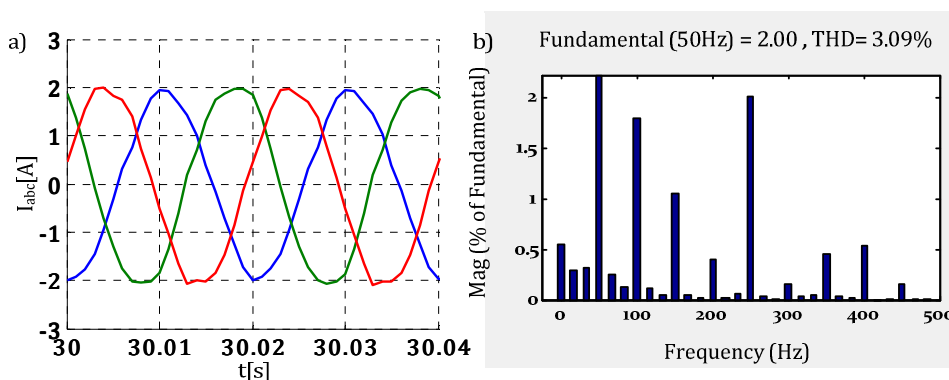 a)
3
2
1
0
-1
-2
-3
I_abc[A]
30 30.01 30.02 30.03 30.04
t[s]
b)
Fundamental (50Hz) = 2.00 , THD= 3.09%
2
1.5
1
0.5
0
Mag (% of Fundamental)
0 100 200 300 400 500
Frequency (Hz)